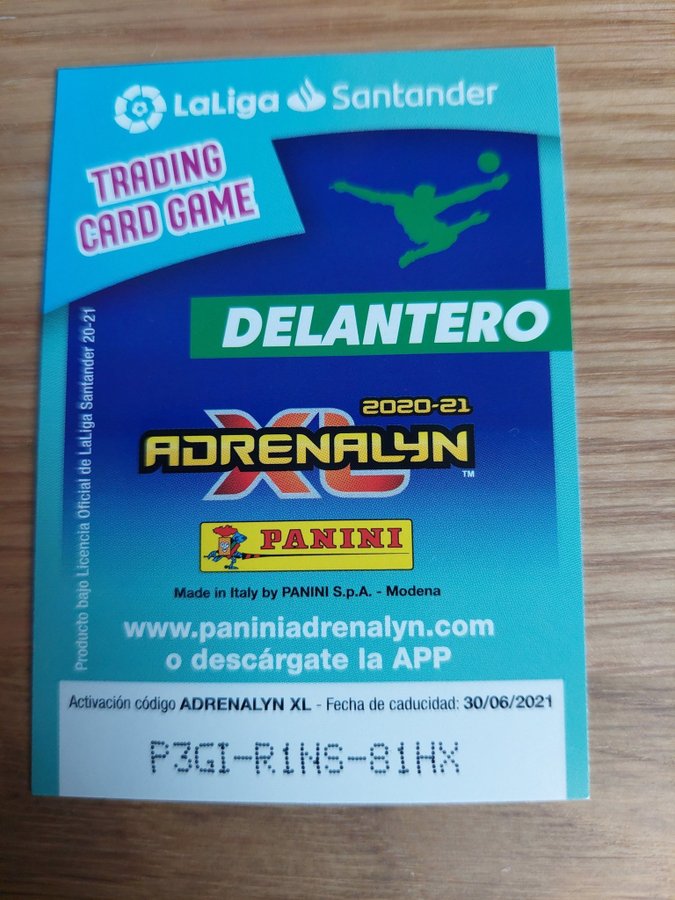 LaLiga Santander
TRADING
CARD GAME
DELANTERO
Producto bajo Licencia Oficial de LaLiga Santander 20-21
2020-21
ADRENALYN
XL
TM
PANINI
Made in Italy by PANINI S.p.A. - Modena
www.paniniadrenalyn.com
o descárgate la APP
Activación código ADRENALYN XL - Fecha de caducidad: 30/06/2021
P3GI-R1NS-81HX